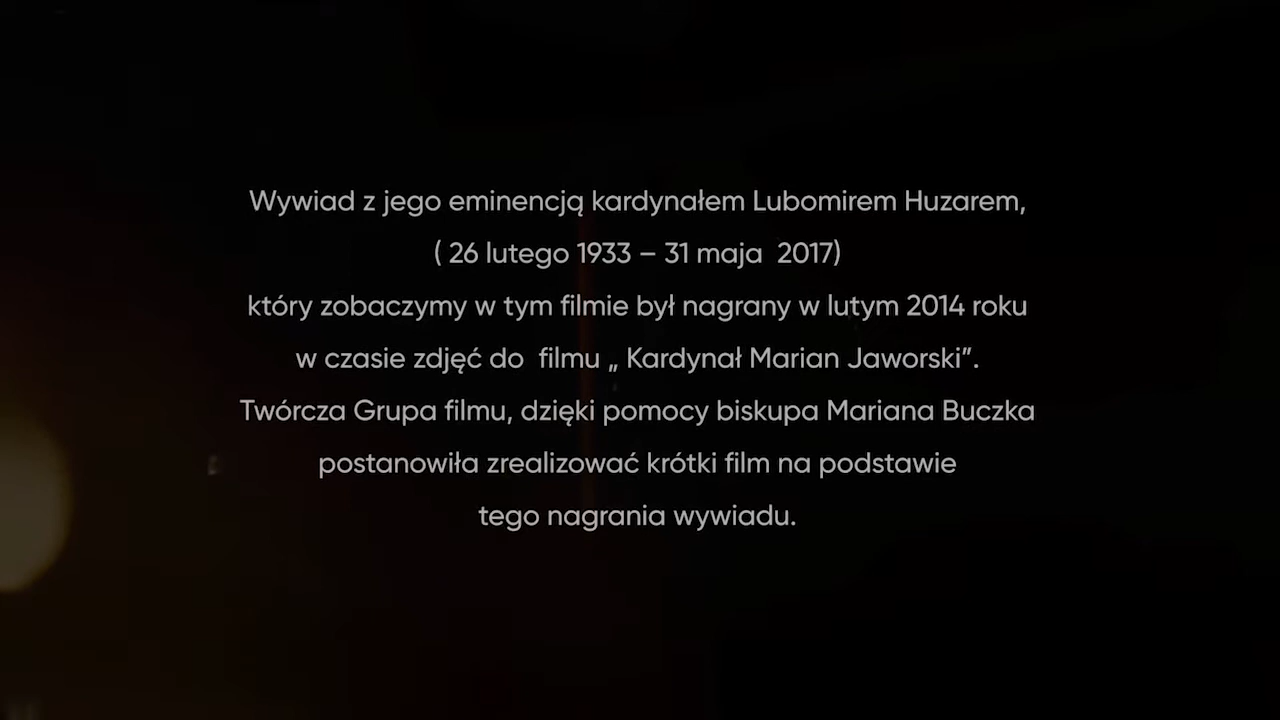 Wywiad z jego eminencją kardynałem Lubomirem Huzarem,
( 26 lutego 1933 – 31 maja  2017)
który zobaczymy w tym filmie był nagrany w lutym 2014 roku
w czasie zdjęć do  filmu „ Kardynał Marian Jaworski”.
Twórcza Grupa filmu, dzięki pomocy biskupa Mariana Buczka
postanowiła zrealizować krótki film na podstawie
tego nagrania wywiadu.